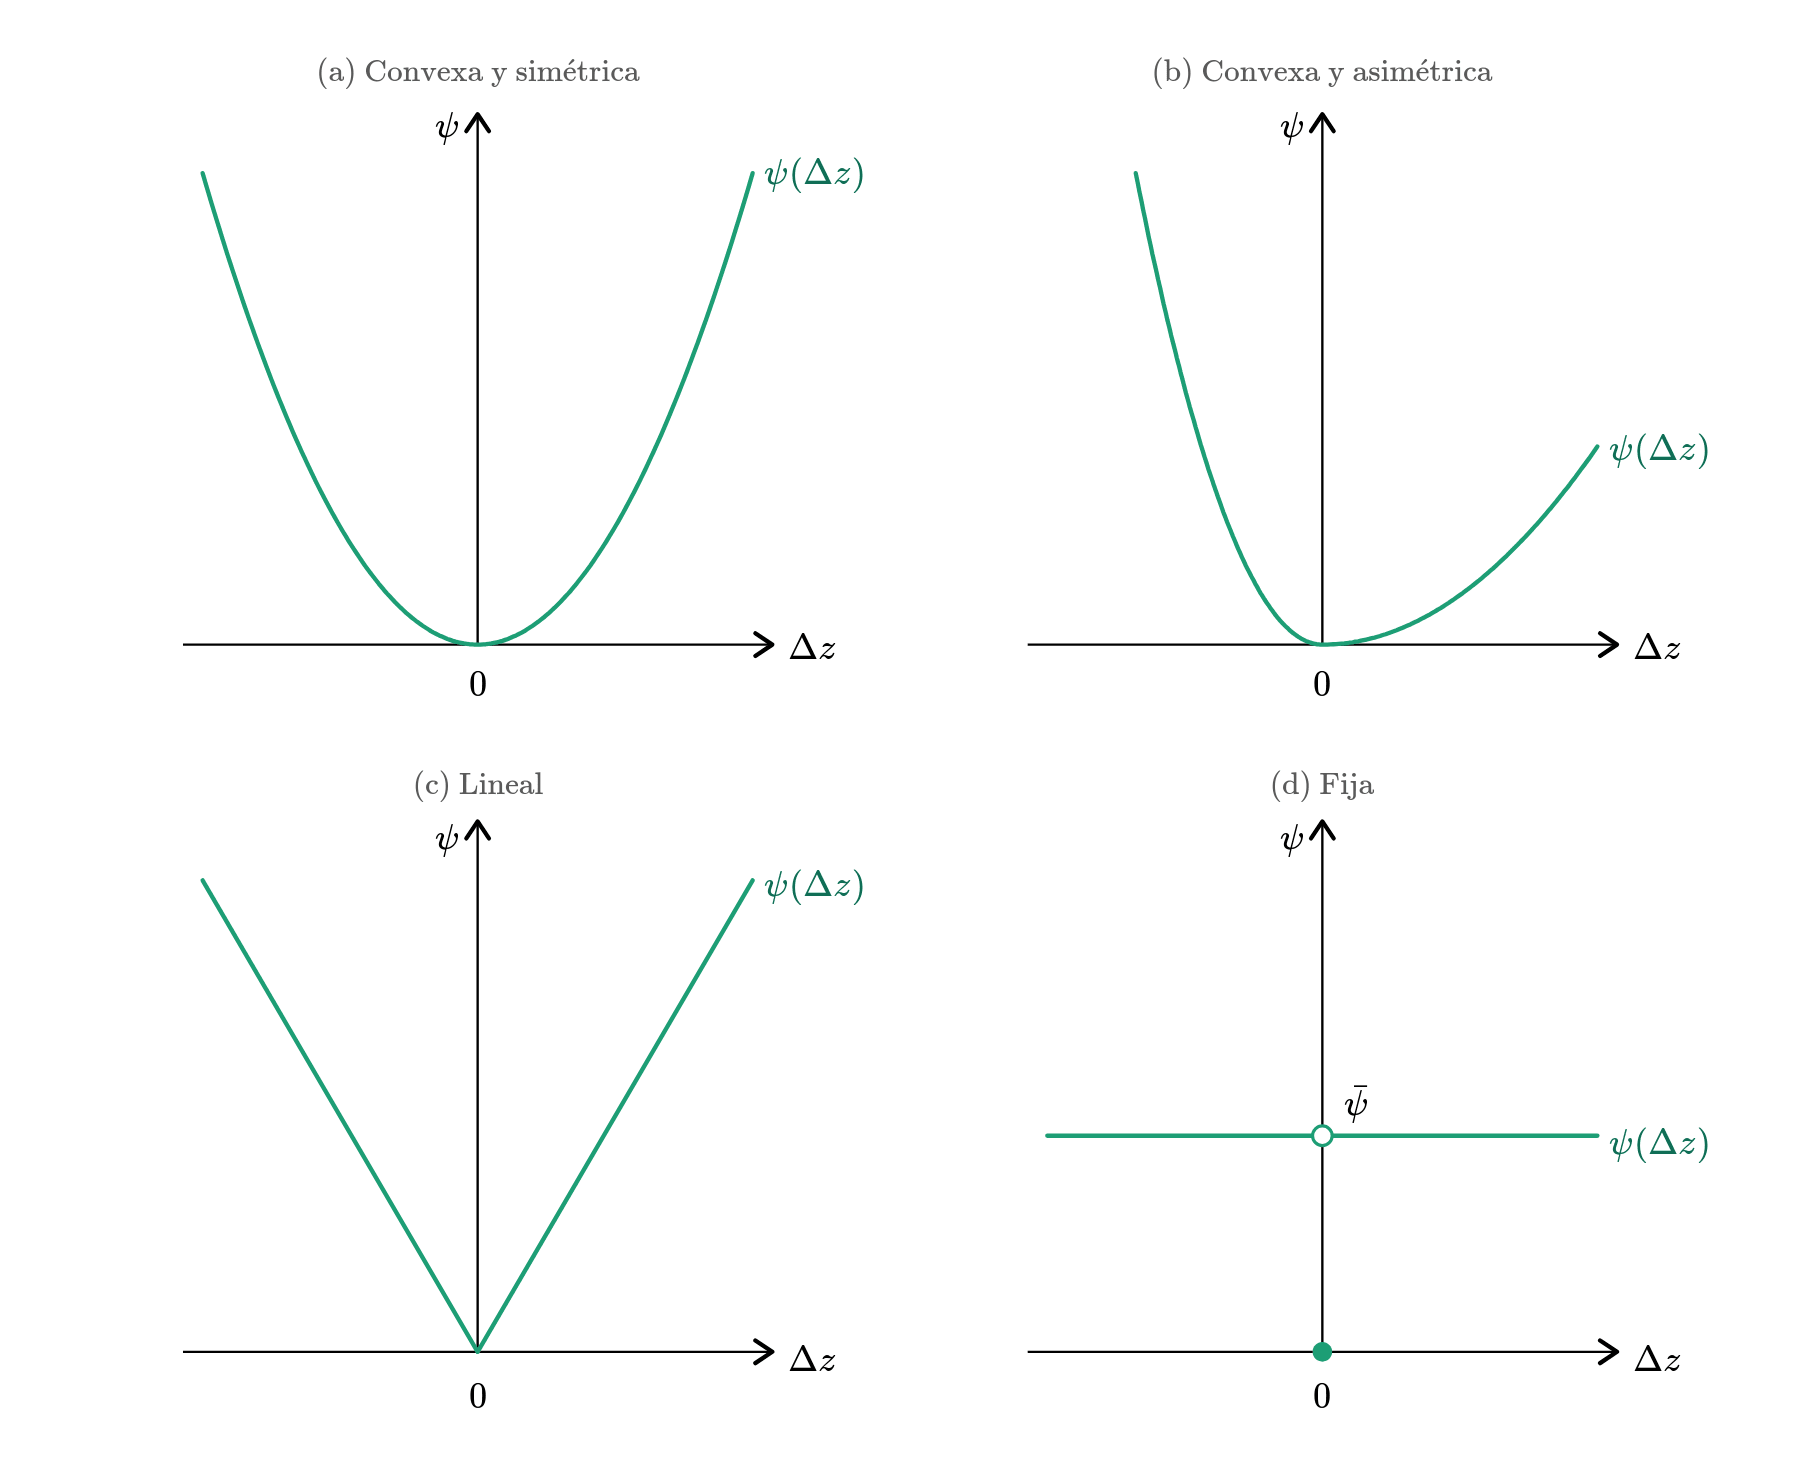 (a) Convexa y simétrica
ψ
ψ(Δz)
Δz
0
(b) Convexa y asimétrica
ψ
ψ(Δz)
Δz
0
(c) Lineal
ψ
ψ(Δz)
Δz
0
(d) Fija
ψ
ψ̄
ψ(Δz)
Δz
0